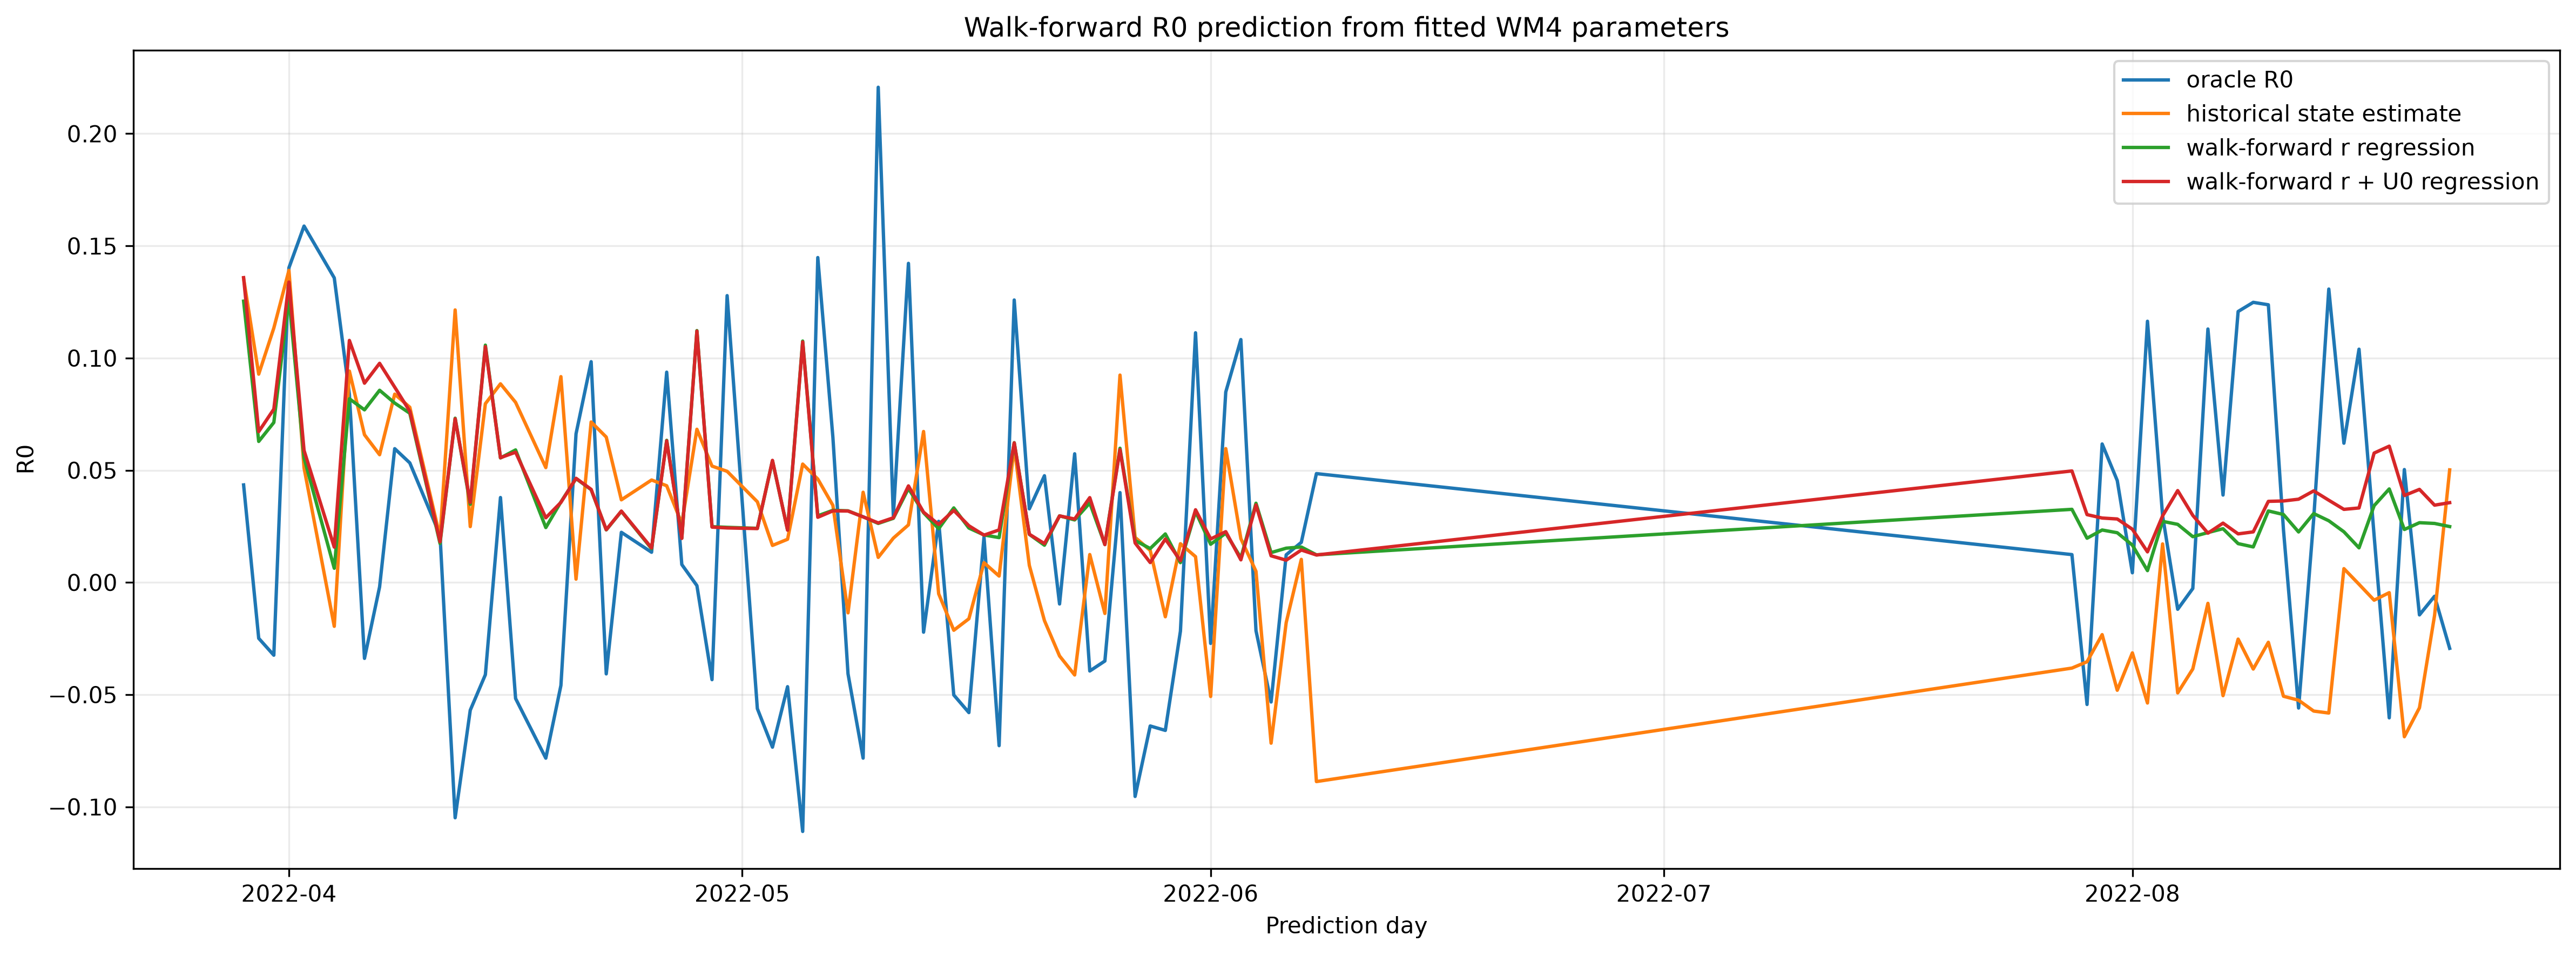 Walk-forward R0 prediction from fitted WM4 parameters
oracle R0
historical state estimate
walk-forward r regression
walk-forward r + U0 regression
0.20
0.15
0.10
0.05
0.00
−0.05
−0.10
R0
2022-04
2022-05
2022-06
2022-07
2022-08
Prediction day